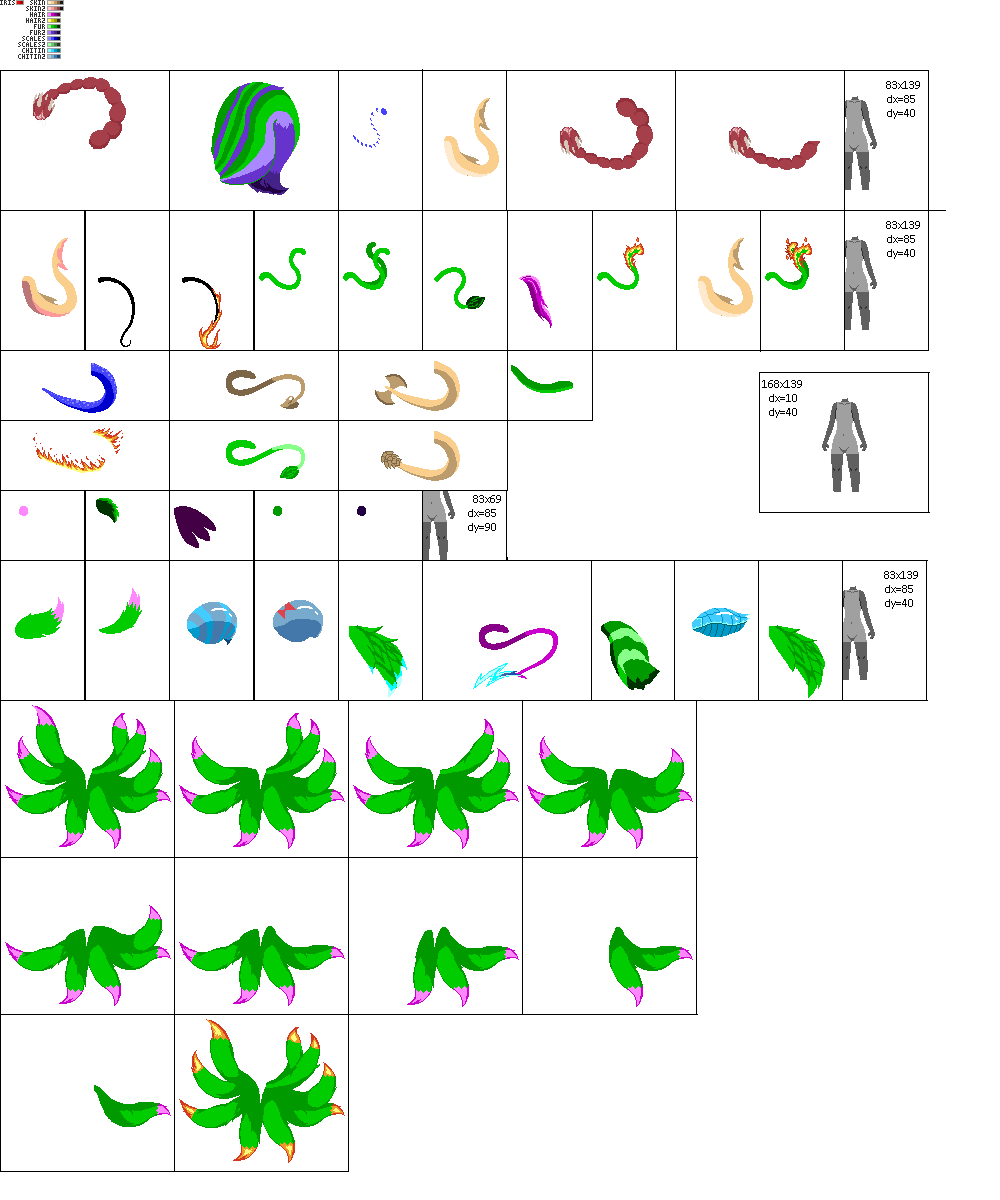 IRIS SKIN
SKIN2
HAIR
HAIR2
FUR
FUR2
SCALES
SCALES2
CHITIN
CHITIN2
83x139
dx=85
dy=40
83x139
dx=85
dy=40
168x139
dx=10
dy=40
83x69
dx=85
dy=90
83x139
dx=85
dy=40